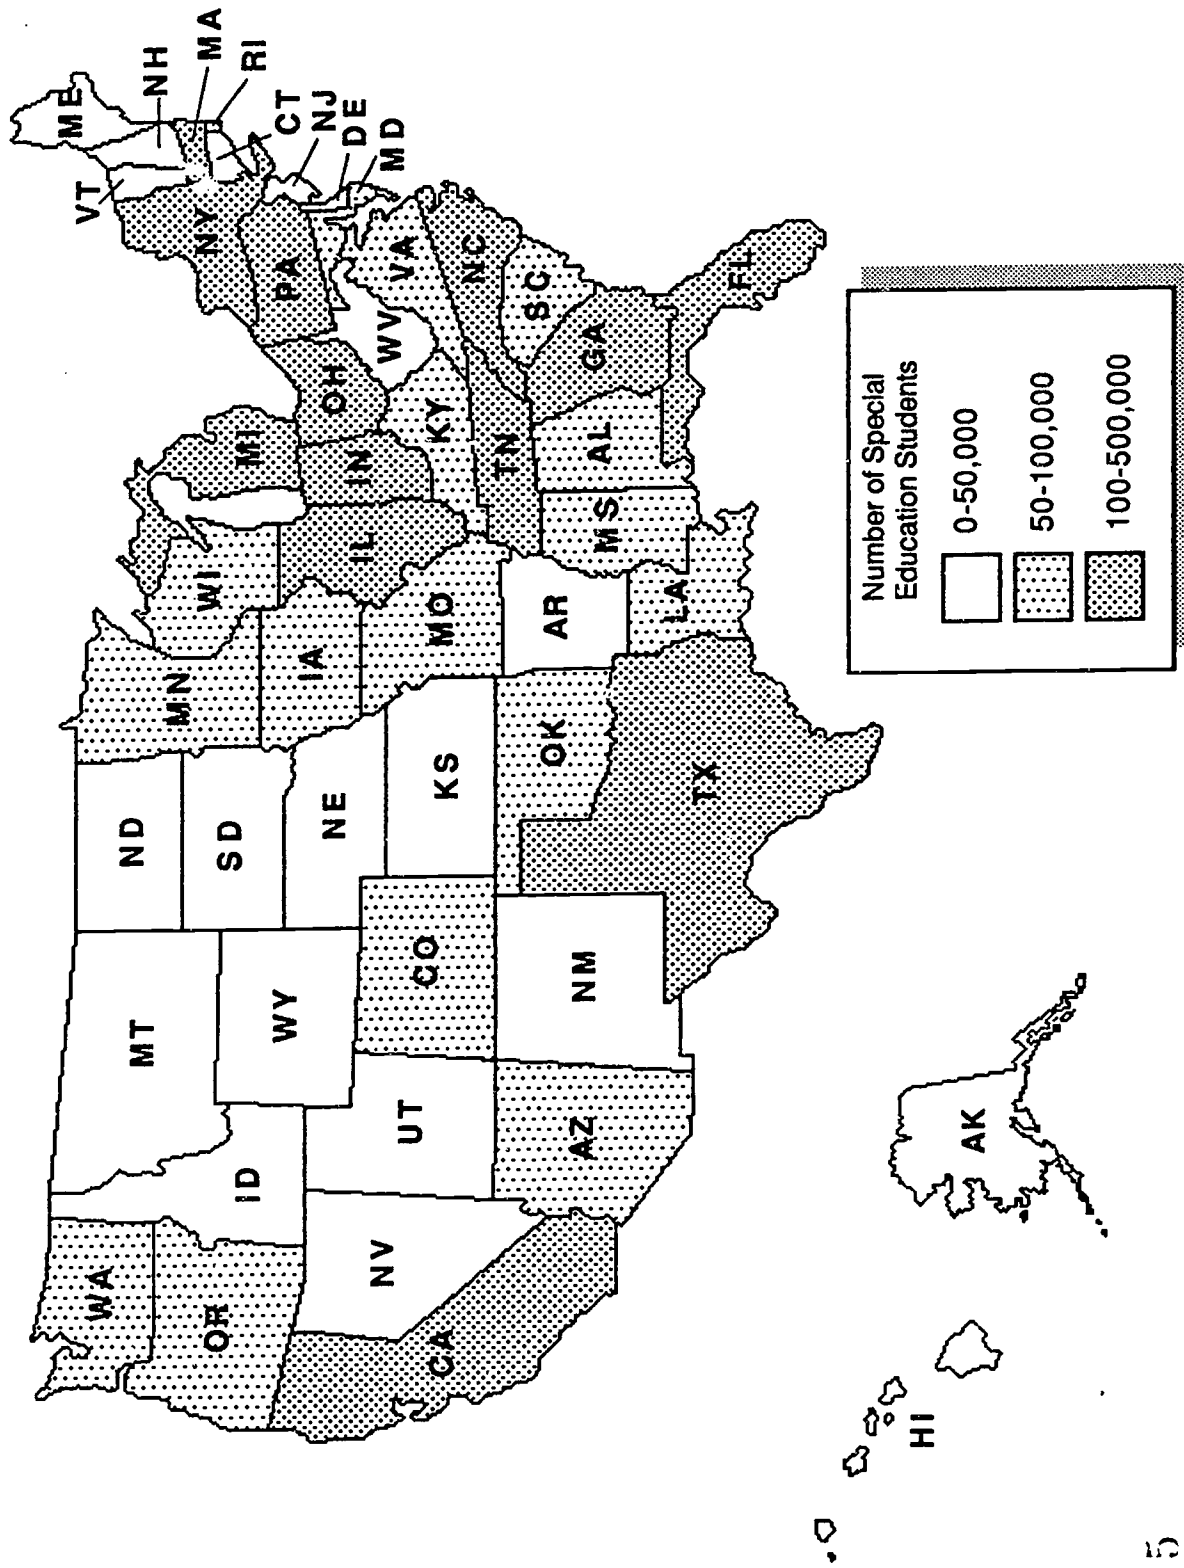 WA
MT
ND
MN
ME
VT
NH
MA
RI
CT
NJ
DE
MD
OR
ID
WY
SD
WI
MI
NY
PA
NV
UT
CO
NE
IA
IL
IN
OH
WV
VA
CA
KS
MO
KY
NC
AZ
NM
OK
AR
TN
SC
TX
LA
MS
AL
GA
FL
AK
HI
Number of Special
Education Students
0-50,000
50-100,000
100-500,000
5